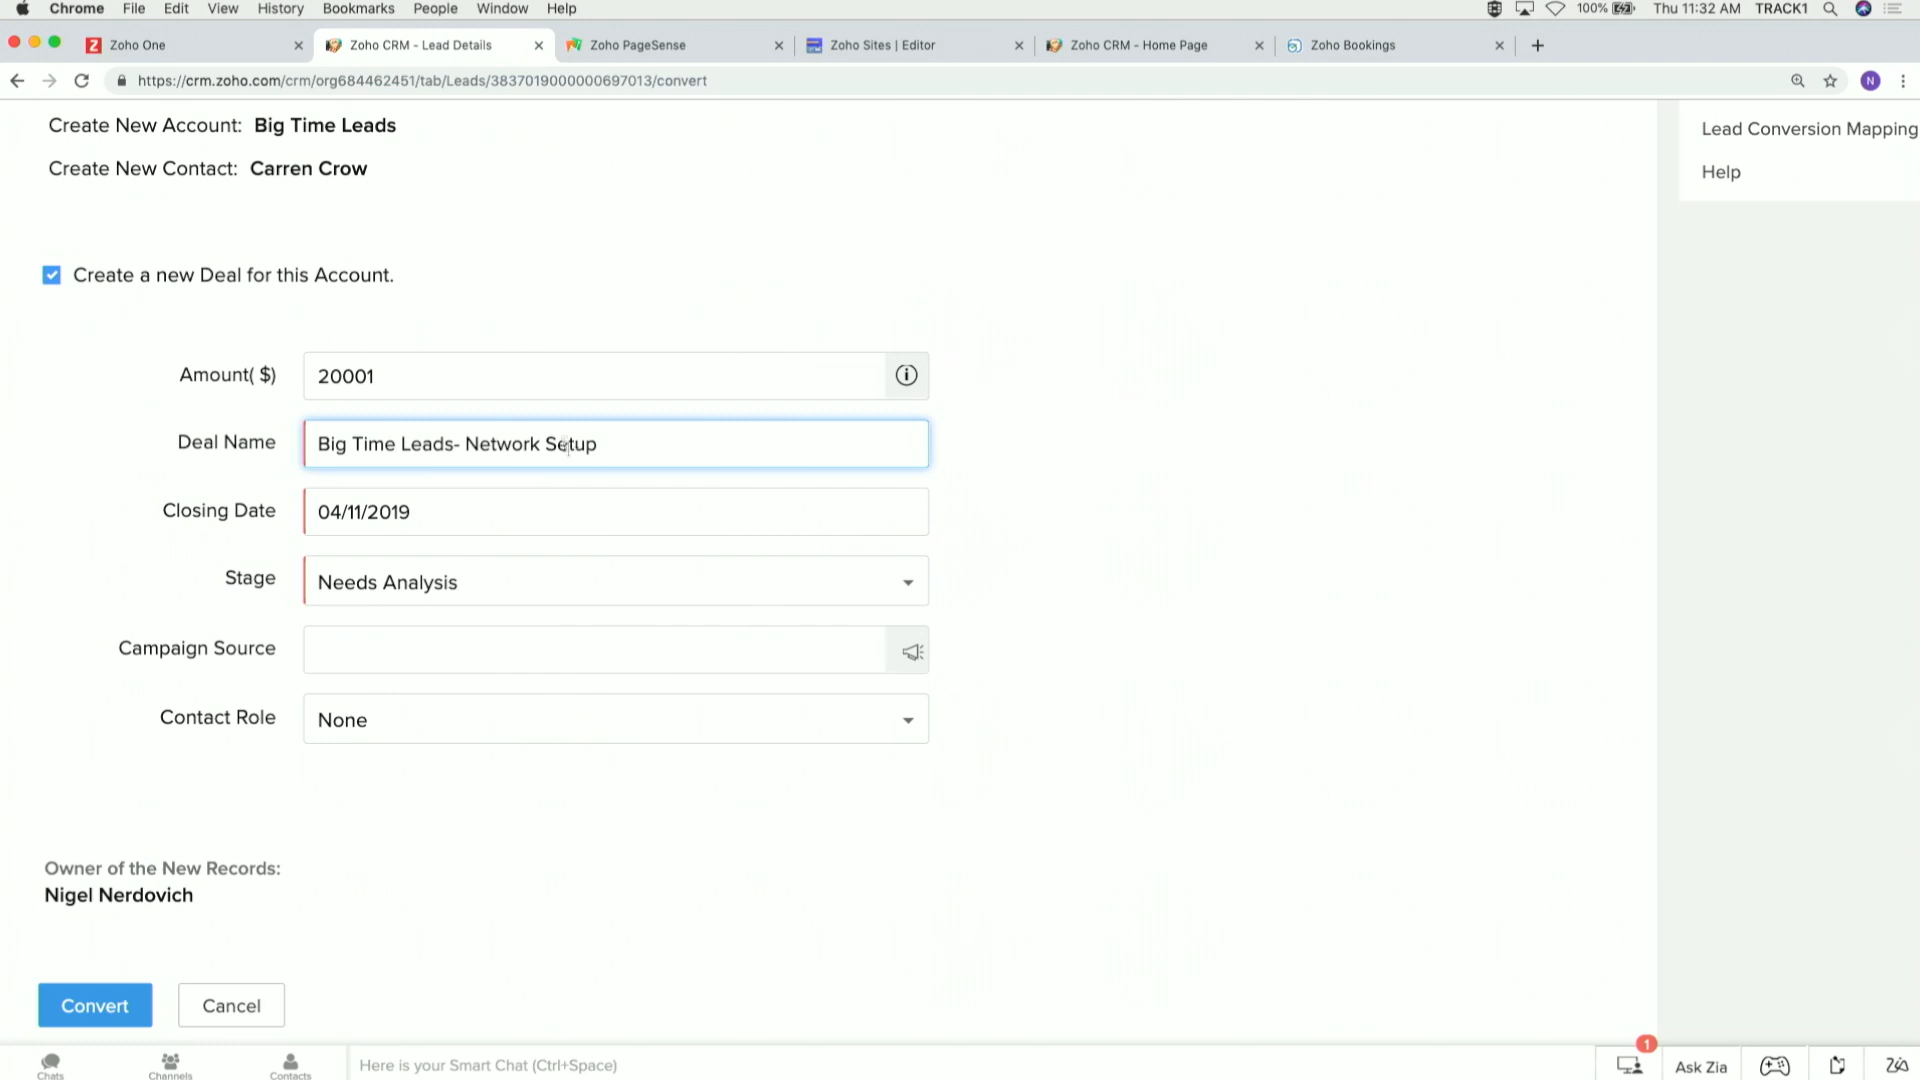 Chrome File Edit View History Bookmarks People Window Help 100% Thu 11:32 AM TRACK1
Zoho One Zoho CRM - Lead Details Zoho PageSense Zoho Sites | Editor Zoho CRM - Home Page Zoho Bookings
https://crm.zoho.com/crm/org684462451/tab/Leads/3837019000000697013/convert N
Create New Account: Big Time Leads
Create New Contact: Carren Crow
Lead Conversion Mapping
Help
Create a new Deal for this Account.
Amount( $) 20001
Deal Name Big Time Leads- Network Setup
Closing Date 04/11/2019
Stage Needs Analysis
Campaign Source
Contact Role None
Owner of the New Records:
Nigel Nerdovich
Convert Cancel
Chats Channels Contacts Here is your Smart Chat (Ctrl+Space) 1 Ask Zia